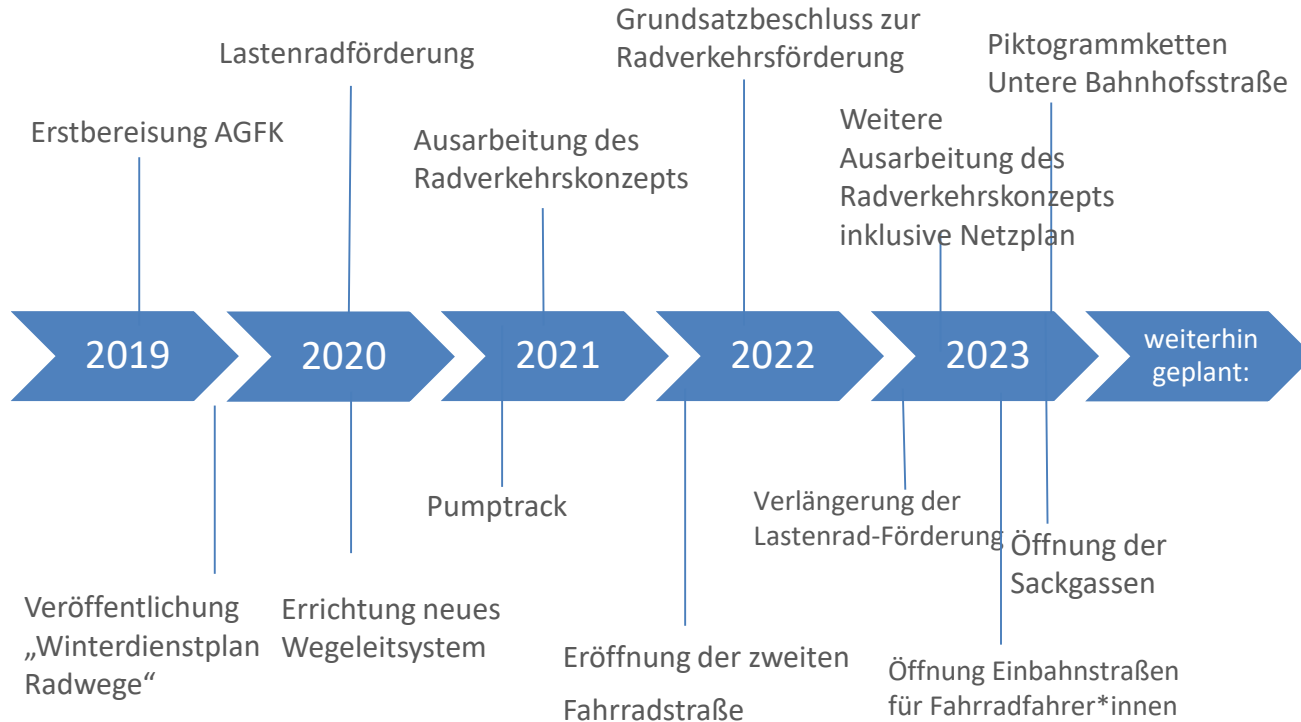 Erstbereisung AGFK
Lastenradförderung
Ausarbeitung des
Radverkehrskonzepts
Grundsatzbeschluss zur
Radverkehrsförderung
Weitere
Ausarbeitung des
Radverkehrskonzepts
inklusive Netzplan
Piktogrammketten
Untere Bahnhofsstraße
2019
2020
2021
2022
2023
weiterhin
geplant:
Veröffentlichung
„Winterdienstplan
Radwege“
Errichtung neues
Wegeleitsystem
Pumptrack
Eröffnung der zweiten
Fahrradstraße
Verlängerung der
Lastenrad-Förderung
Öffnung Einbahnstraßen
für Fahrradfahrer*innen
Öffnung der
Sackgassen